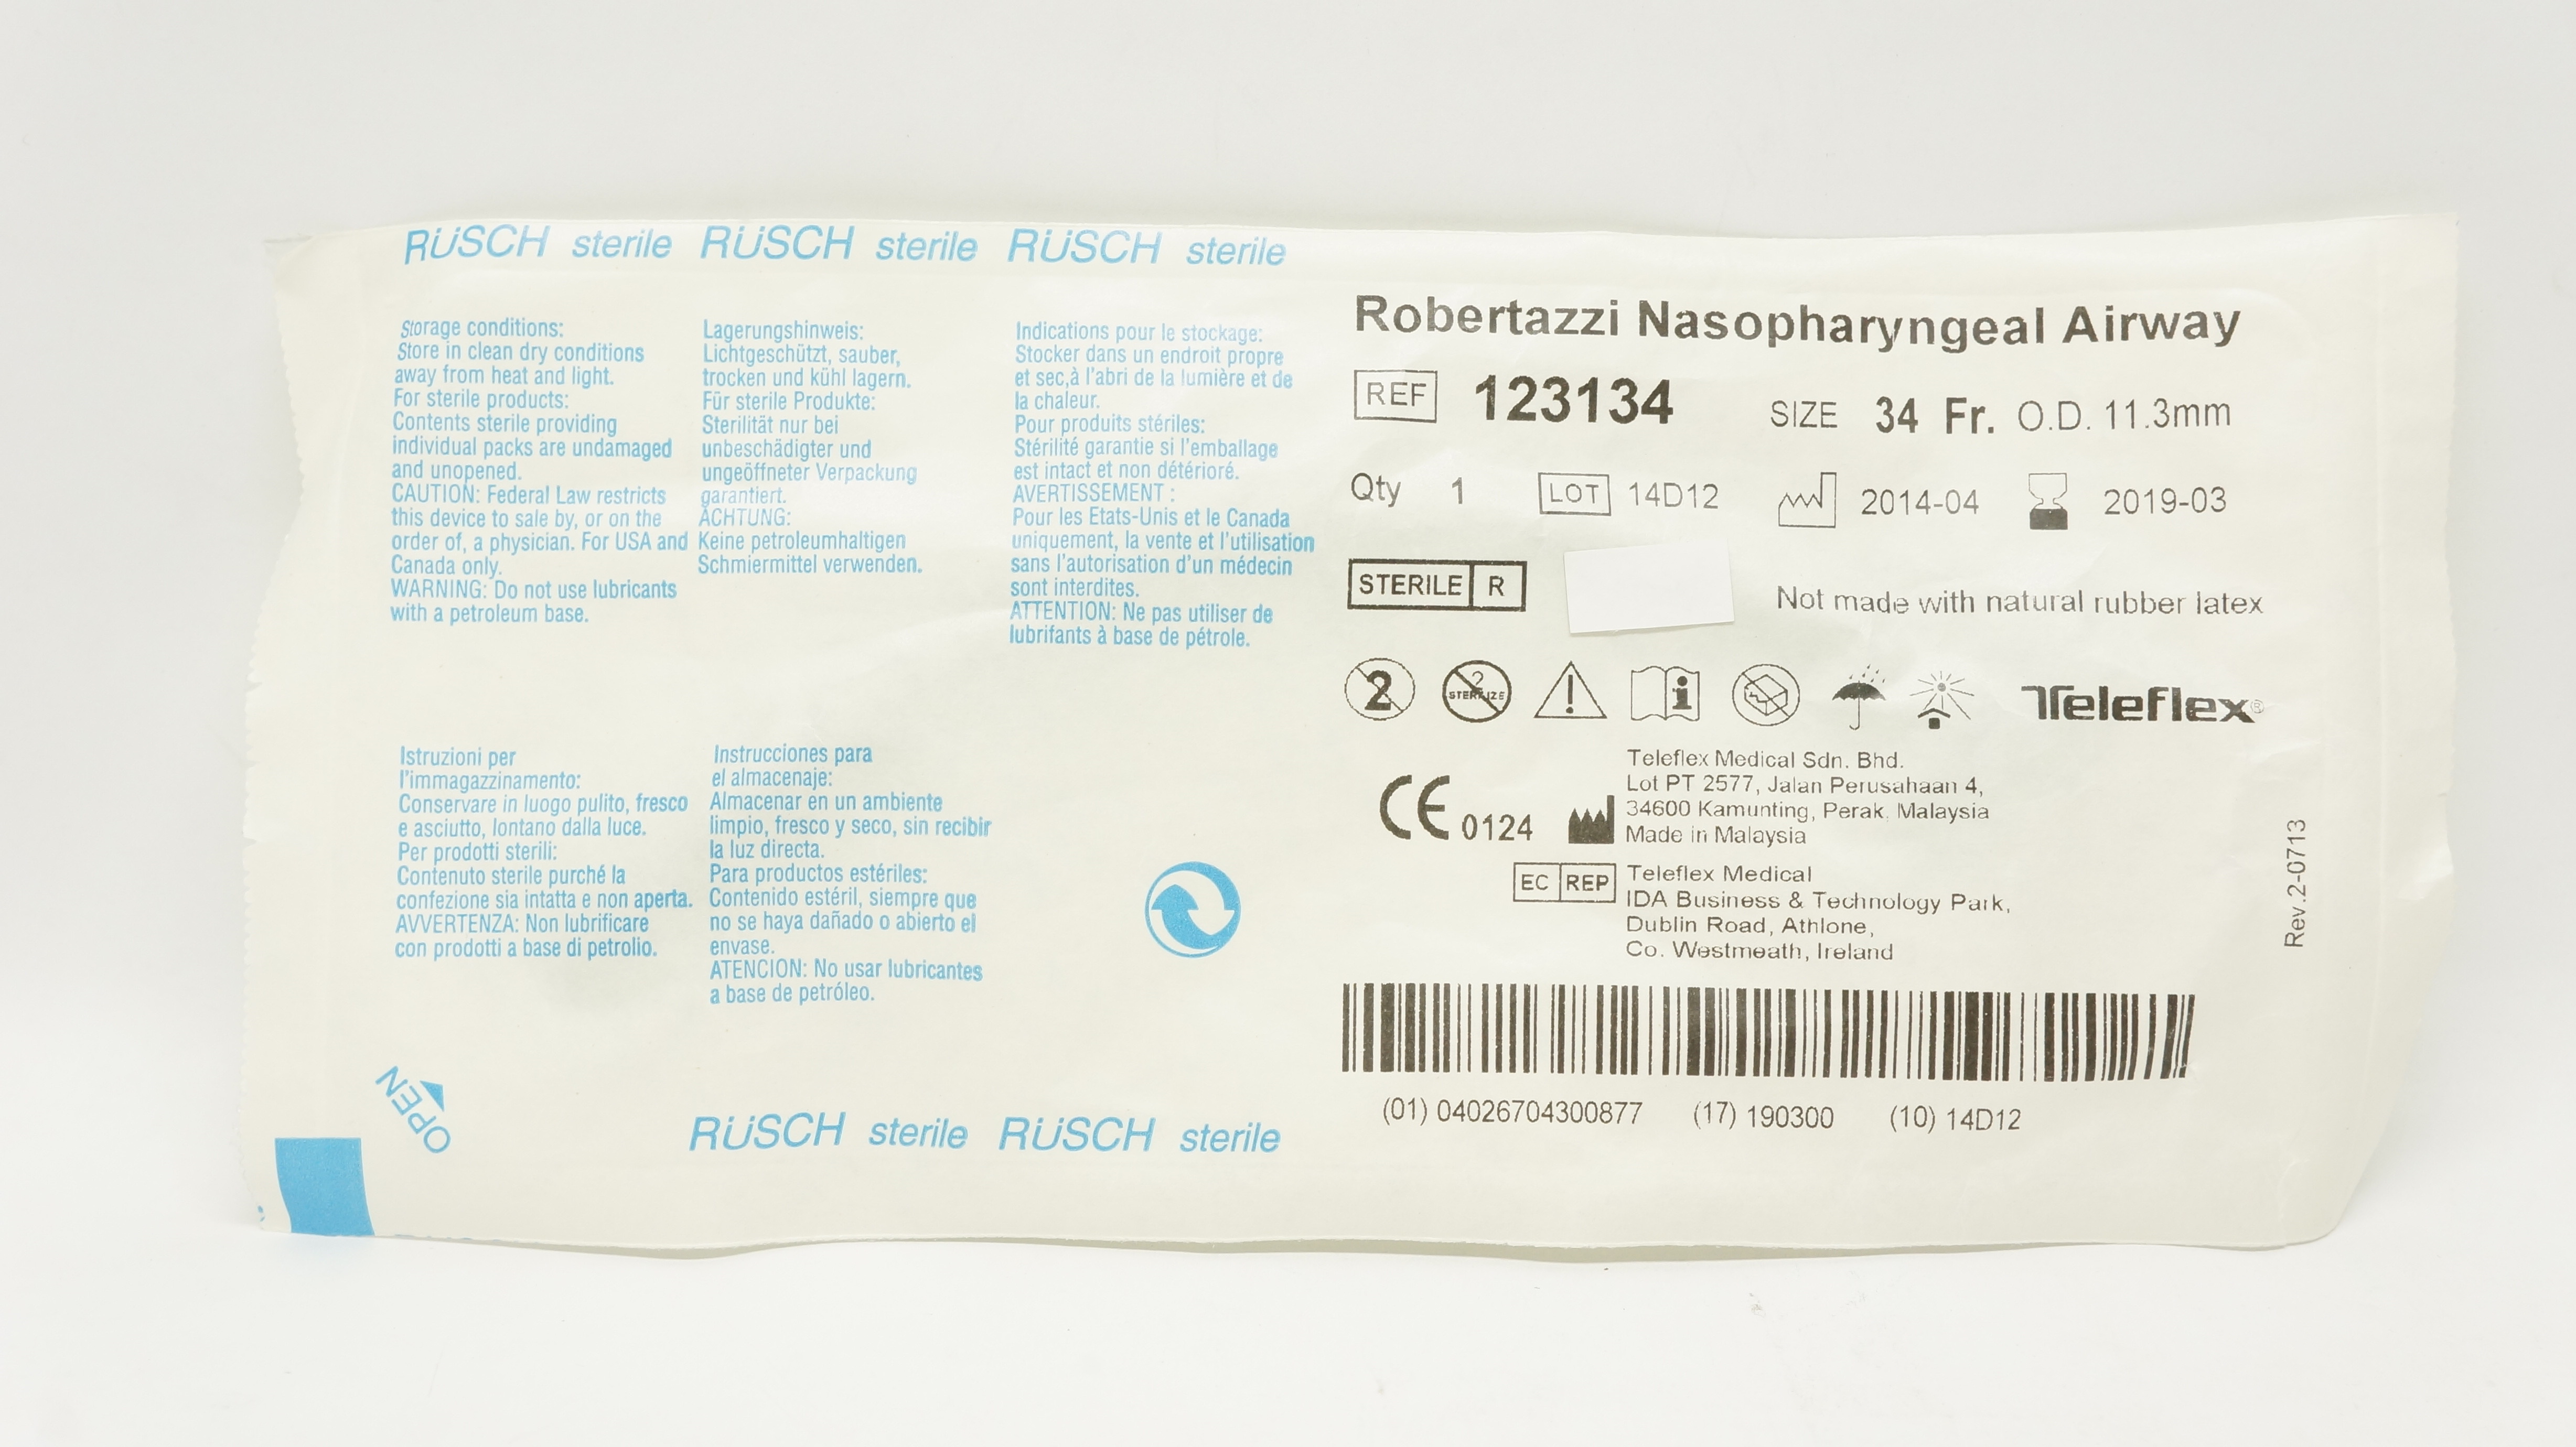 RÜSCH sterile RÜSCH sterile RÜSCH sterile
Storage conditions:
Store in clean dry conditions
away from heat and light.
For sterile products:
Contents sterile providing
individual packs are undamaged
and unopened.
CAUTION: Federal Law restricts
this device to sale by, or on the
order of, a physician. For USA and
Canada only.
WARNING: Do not use lubricants
with a petroleum base.
Lagerungshinweis:
Lichtgeschützt, sauber,
trocken und kühl lagern.
Für sterile Produkte:
Sterilität nur bei
unbeschädigter und
ungeöffneter Verpackung
garantiert.
ACHTUNG:
Keine petroleumhaltigen
Schmiermittel verwenden.
Indications pour le stockage:
Stocker dans un endroit propre
et sec,à l'abri de la lumière et de
la chaleur.
Pour produits stériles:
Stérilité garantie si l'emballage
est intact et non détérioré.
AVERTISSEMENT :
Pour les Etats-Unis et le Canada
uniquement, la vente et l'utilisation
sans l'autorisation d'un médecin
sont interdites.
ATTENTION: Ne pas utiliser de
lubrifants à base de pétrole.
Istruzioni per
l'immagazzinamento:
Conservare in luogo pulito, fresco
e asciutto, lontano dalla luce.
Per prodotti sterili:
Contenuto sterile purché la
confezione sia intatta e non aperta.
AVVERTENZA: Non lubrificare
con prodotti a base di petrolio.
Instrucciones para
el almacenaje:
Almacenar en un ambiente
limpio, fresco y seco, sin recibir
la luz directa.
Para productos estériles:
Contenido estéril, siempre que
no se haya dañado o abierto el
envase.
ATENCION: No usar lubricantes
a base de petróleo.
OPEN
RÜSCH sterile RÜSCH sterile
Robertazzi Nasopharyngeal Airway
REF 123134 SIZE 34 Fr. O.D. 11.3mm
Qty 1 LOT 14D12 2014-04 2019-03
STERILE R
Not made with natural rubber latex
2 2 STERILIZE ! i Teleflex®
Teleflex Medical Sdn. Bhd.
Lot PT 2577, Jalan Perusahaan 4,
34600 Kamunting, Perak, Malaysia
Made in Malaysia
CE 0124
EC REP Teleflex Medical
IDA Business & Technology Park,
Dublin Road, Athlone,
Co. Westmeath, Ireland
Rev.2-0713
(01) 04026704300877 (17) 190300 (10) 14D12